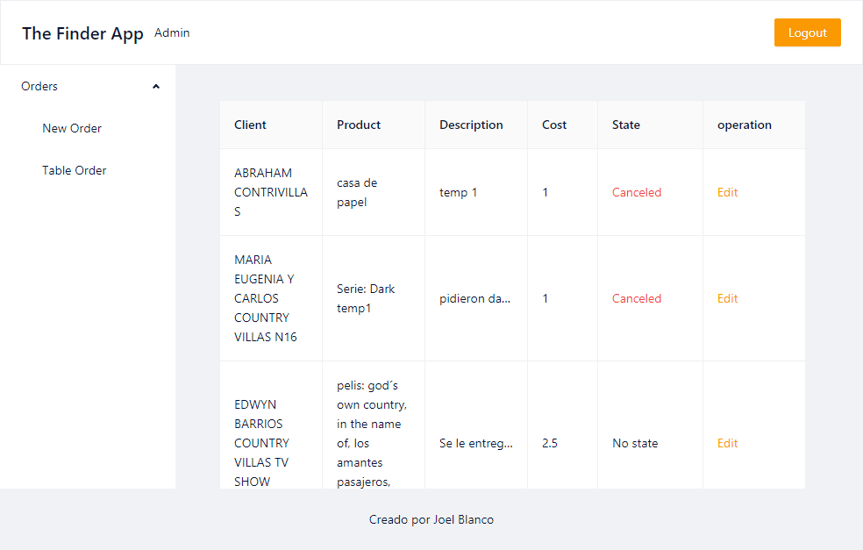 The Finder App Admin
Logout
Orders
New Order
Table Order
Client Product Description Cost State operation
ABRAHAM
CONTRIVILLA
S
casa de
papel
temp 1
1
Canceled
Edit
MARIA
EUGENIA Y
CARLOS
COUNTRY
VILLAS N16
Serie: Dark
temp1
pidieron da...
1
Canceled
Edit
EDWYN
BARRIOS
COUNTRY
VILLAS TV
SHOW
pelis: god´s
own country,
in the name
of, los
amantes
pasajeros,
Se le entreg...
2.5
No state
Edit
Creado por Joel Blanco